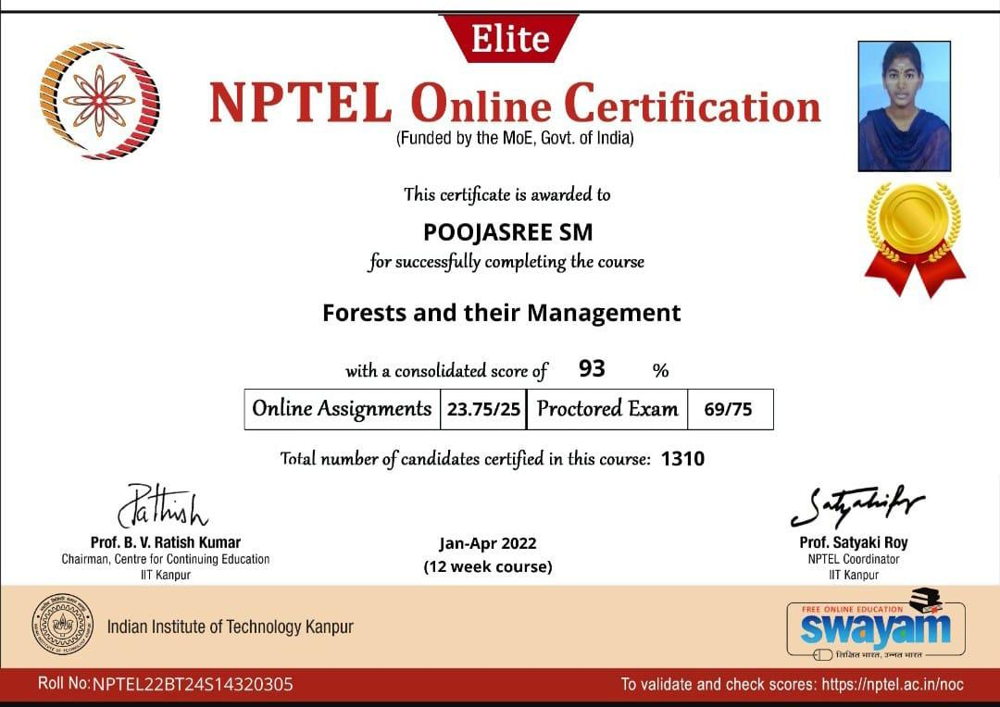 Elite
NPTEL Online Certification
(Funded by the MoE, Govt. of India)
This certificate is awarded to
POOJASREE SM
for successfully completing the course
Forests and their Management
with a consolidated score of 93 %
Online Assignments 23.75/25 Proctored Exam 69/75
Total number of candidates certified in this course: 1310
Prof. B. V. Ratish Kumar
Chairman, Centre for Continuing Education
IIT Kanpur
Jan-Apr 2022
(12 week course)
Prof. Satyaki Roy
NPTEL Coordinator
IIT Kanpur
Indian Institute of Technology Kanpur
FREE ONLINE EDUCATION
swayam
शिक्षित भारत, उन्नत भारत
Roll No: NPTEL22BT24S14320305
To validate and check scores: https://nptel.ac.in/noc